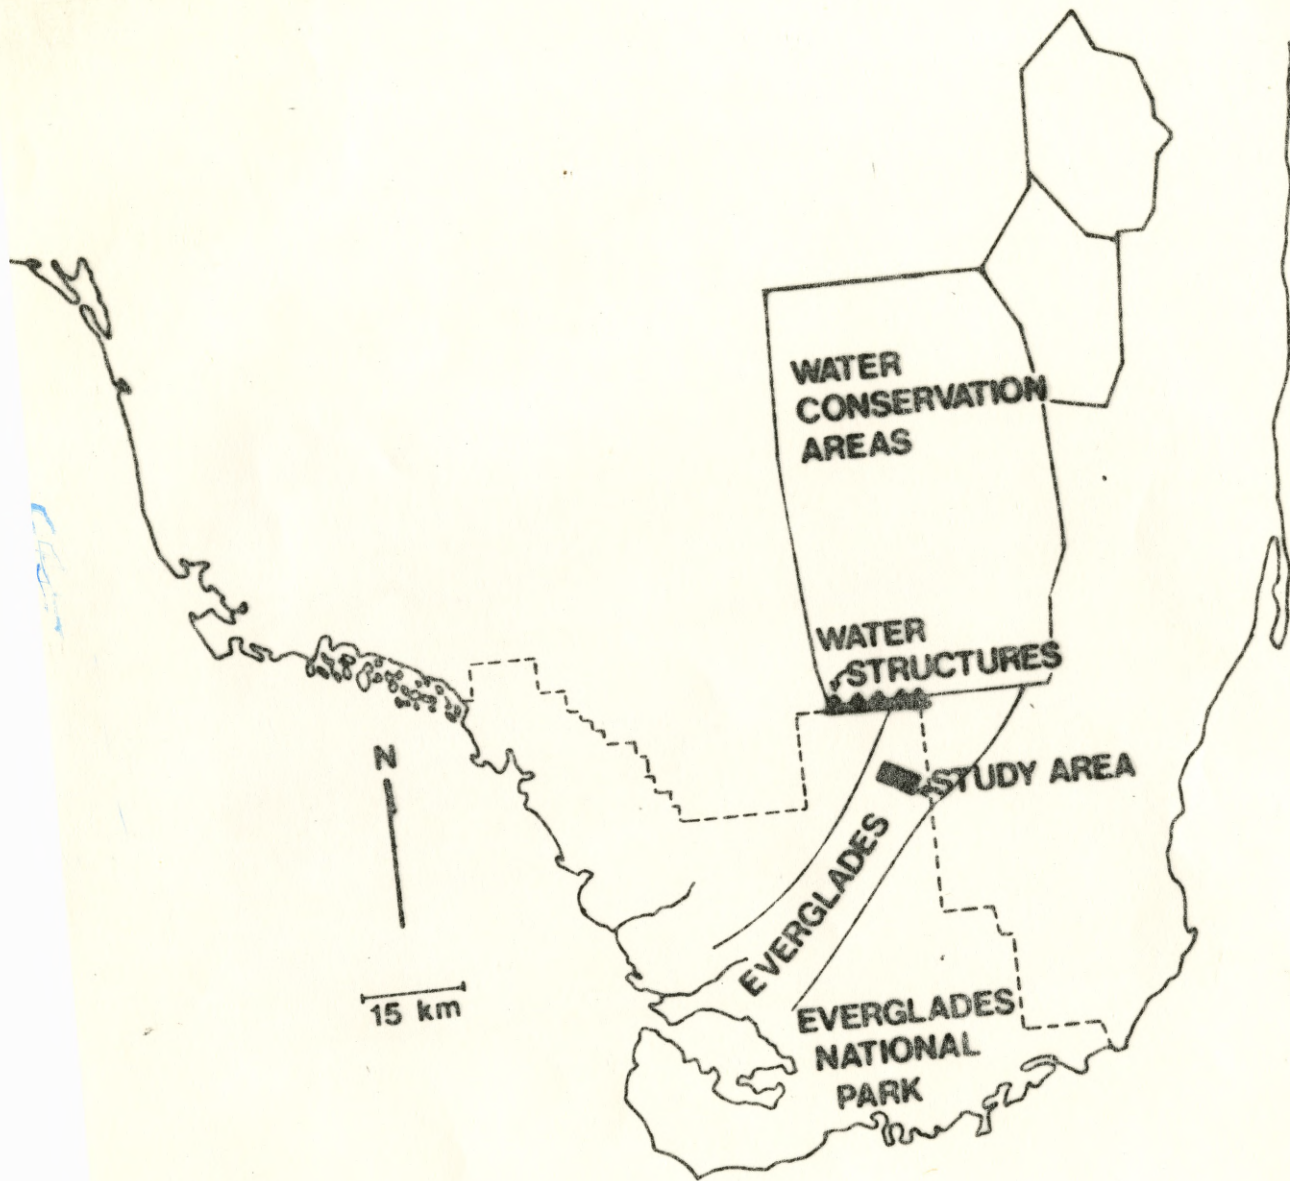 WATER
CONSERVATION
AREAS
WATER
STRUCTURES
N
STUDY AREA
EVERGLADES
15 km
EVERGLADES
NATIONAL
PARK